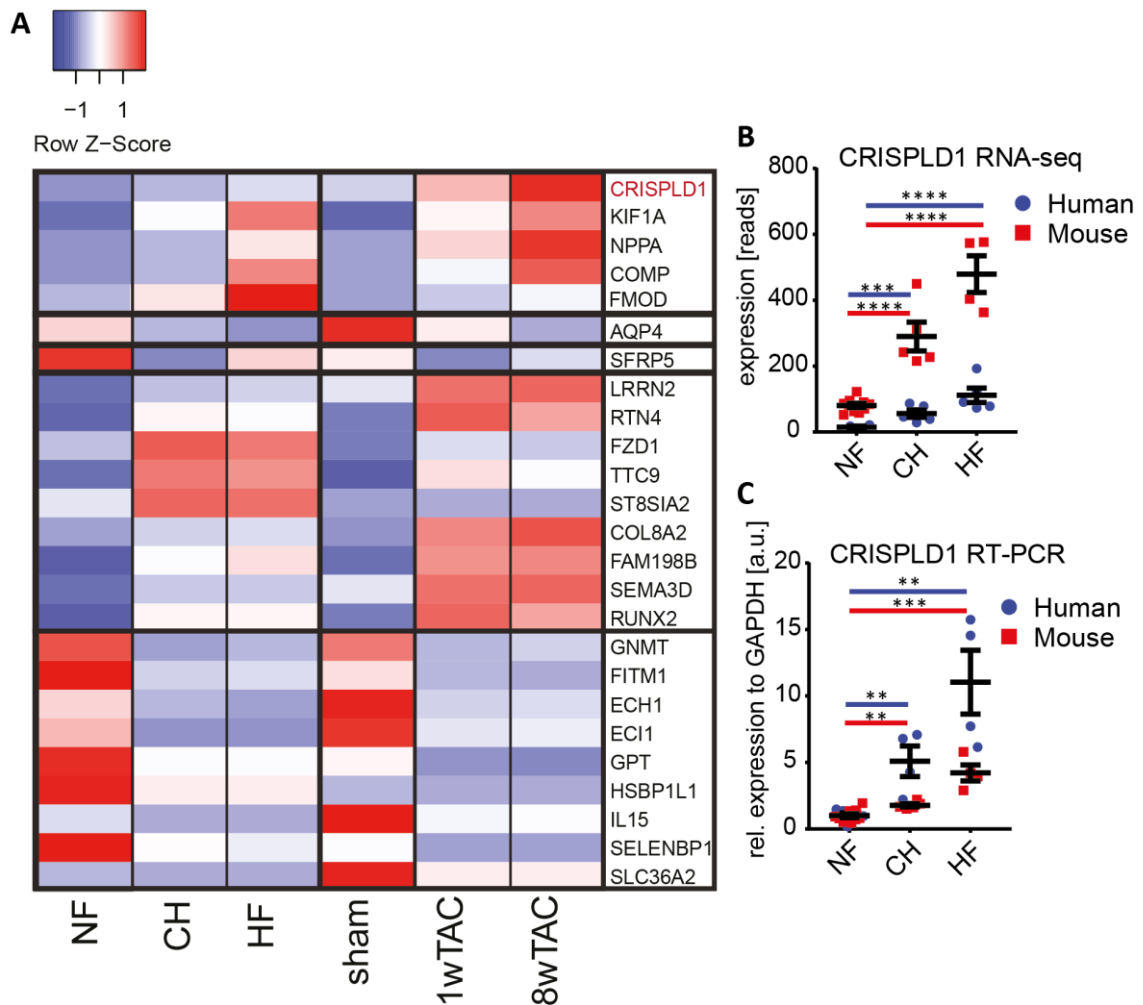 A
−1 1
Row Z−Score
CRISPLD1
KIF1A
NPPA
COMP
FMOD
AQP4
SFRP5
LRRN2
RTN4
FZD1
TTC9
ST8SIA2
COL8A2
FAM198B
SEMA3D
RUNX2
GNMT
FITM1
ECH1
ECI1
GPT
HSBP1L1
IL15
SELENBP1
SLC36A2
NF CH HF sham 1wTAC 8wTAC
B
CRISPLD1 RNA-seq
expression [reads]
800
600
400
200
0
****
****
***
****
Human
Mouse
NF CH HF
C
CRISPLD1 RT-PCR
rel. expression to GAPDH [a.u.]
20
15
10
5
0
**
***
**
**
Human
Mouse
NF CH HF